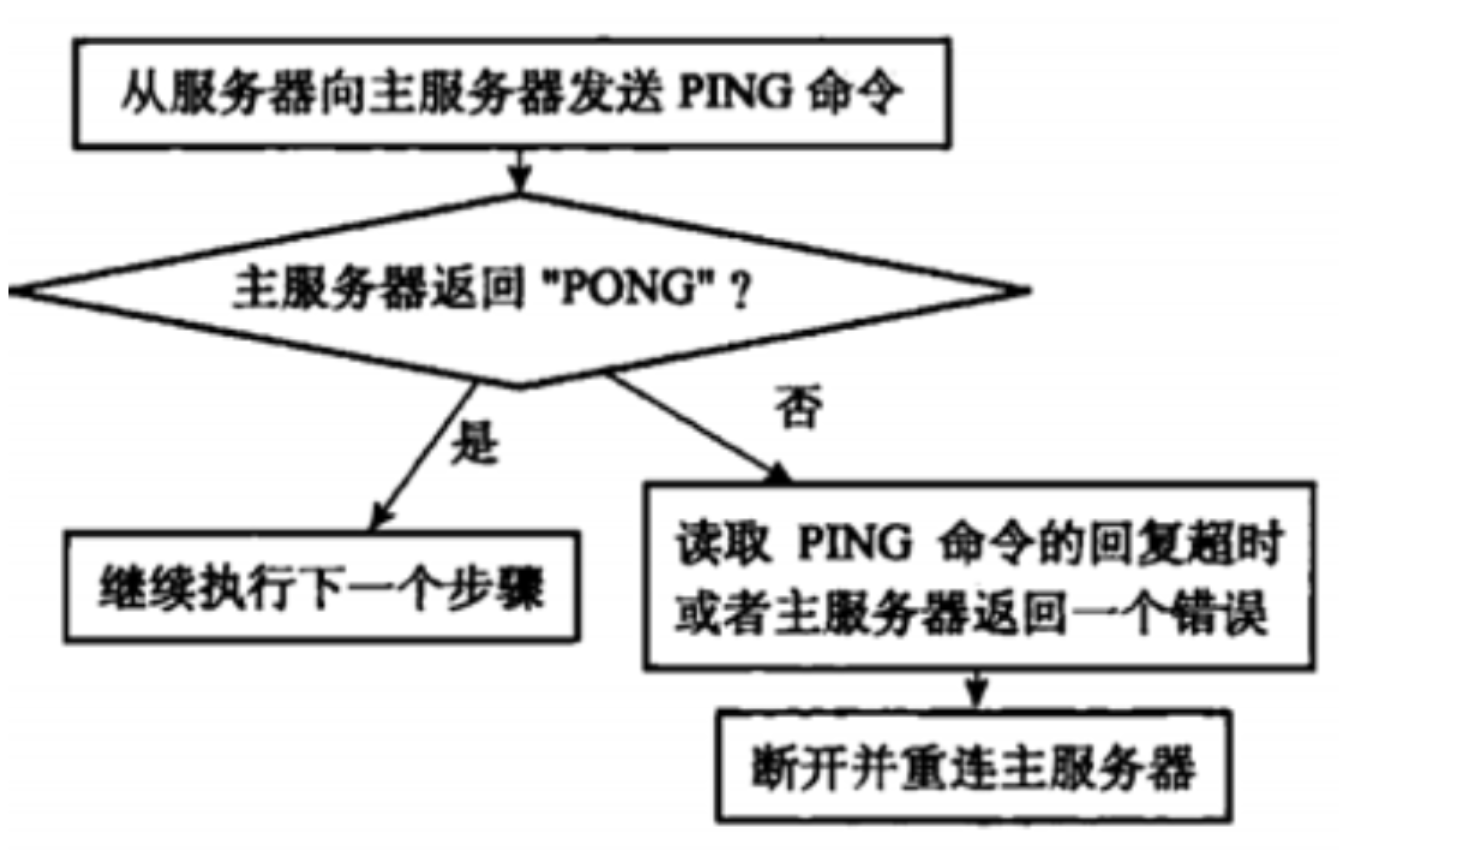 从服务器向主服务器发送 PING 命令
主服务器返回 "PONG" ?
是
否
继续执行下一个步骤
读取 PING 命令的回复超时
或者主服务器返回一个错误
断开并重连主服务器